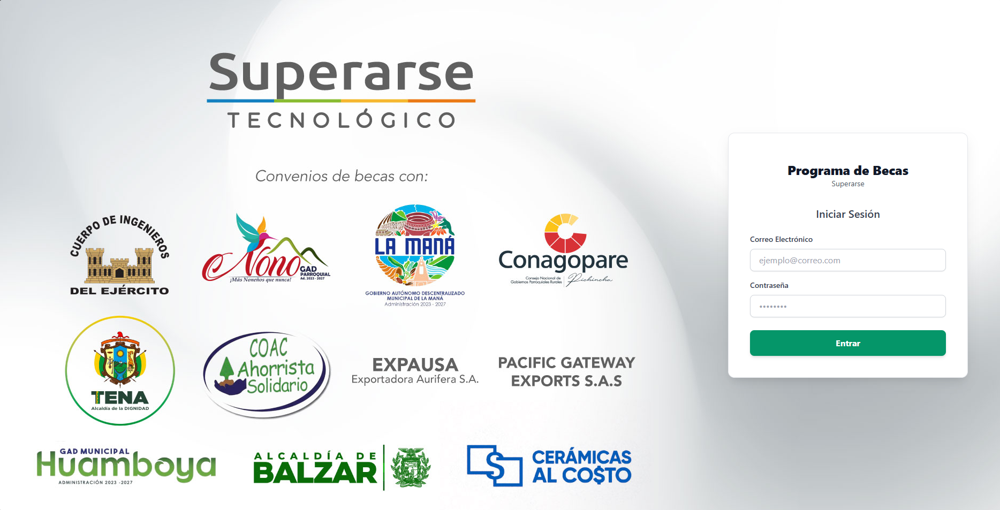 Superarse
TECNOLÓGICO
Convenios de becas con:
CUERPO DE INGENIEROS
DEL EJÉRCITO
Nono
GAD
PARROQUIAL
Ad. 2023 - 2027
¡Más Noneños que nunca!
LA MANÁ
GOBIERNO AUTÓNOMO DESCENTRALIZADO
MUNICIPAL DE LA MANÁ
Administración 2023 - 2027
Conagopare
Consejo Nacional de
Gobiernos Parroquiales Rurales
Pichincha
TENA
Alcaldía de la DIGNIDAD
COAC
Ahorrista
Solidario
EXPAUSA
Exportadora Aurifera S.A.
PACIFIC GATEWAY
EXPORTS S.A.S
GAD MUNICIPAL
Huamboya
ADMINISTRACIÓN 2023 -2027
ALCALDÍA DE
BALZAR
CERÁMICAS
AL CO$TO
Programa de Becas
Superarse
Iniciar Sesión
Correo Electrónico
ejemplo@correo.com
Contraseña
••••••••
Entrar